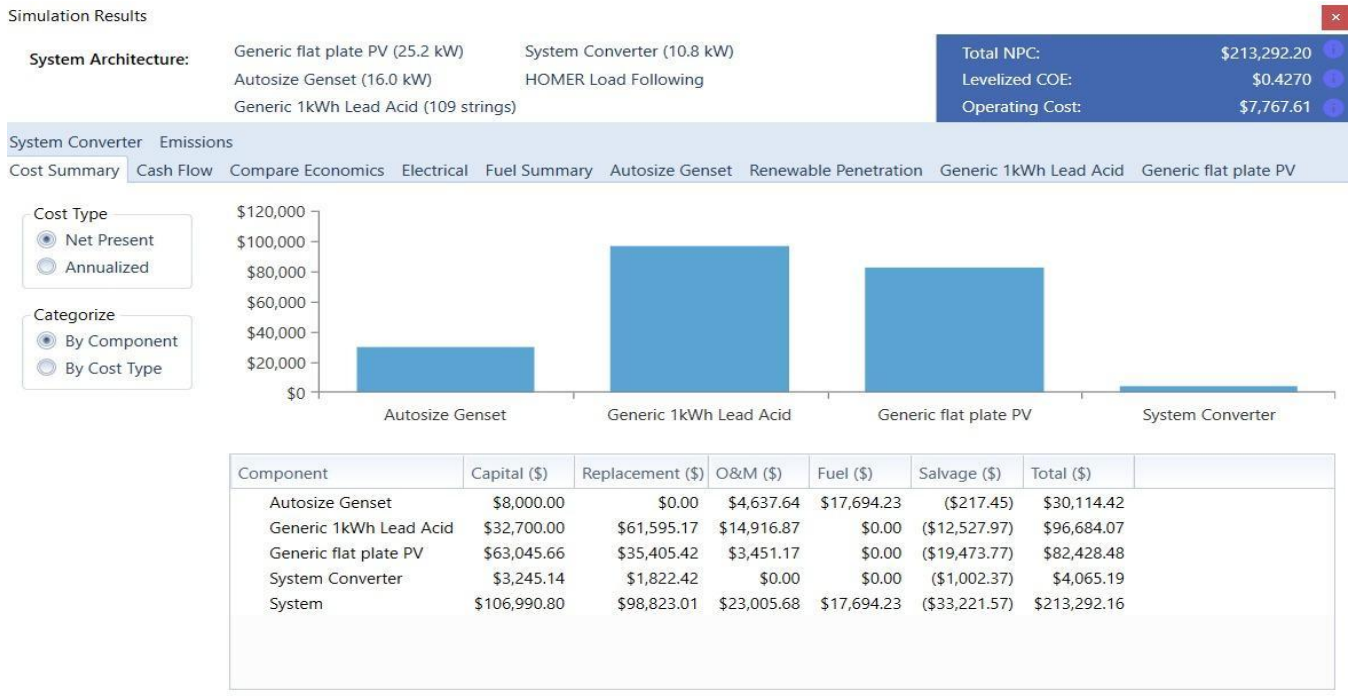 Simulation Results
×
System Architecture:
Generic flat plate PV (25.2 kW)
System Converter (10.8 kW)
Autosize Genset (16.0 kW)
HOMER Load Following
Generic 1kWh Lead Acid (109 strings)
Total NPC: $213,292.20
Levelized COE: $0.4270
Operating Cost: $7,767.61
System Converter Emissions
Cost Summary Cash Flow Compare Economics Electrical Fuel Summary Autosize Genset Renewable Penetration Generic 1kWh Lead Acid Generic flat plate PV
Cost Type
Net Present
Annualized
Categorize
By Component
By Cost Type
$120,000
$100,000
$80,000
$60,000
$40,000
$20,000
$0
Autosize Genset Generic 1kWh Lead Acid Generic flat plate PV System Converter
Component Capital ($) Replacement ($) O&M ($) Fuel ($) Salvage ($) Total ($)
Autosize Genset $8,000.00 $0.00 $4,637.64 $17,694.23 ($217.45) $30,114.42
Generic 1kWh Lead Acid $32,700.00 $61,595.17 $14,916.87 $0.00 ($12,527.97) $96,684.07
Generic flat plate PV $63,045.66 $35,405.42 $3,451.17 $0.00 ($19,473.77) $82,428.48
System Converter $3,245.14 $1,822.42 $0.00 $0.00 ($1,002.37) $4,065.19
System $106,990.80 $98,823.01 $23,005.68 $17,694.23 ($33,221.57) $213,292.16